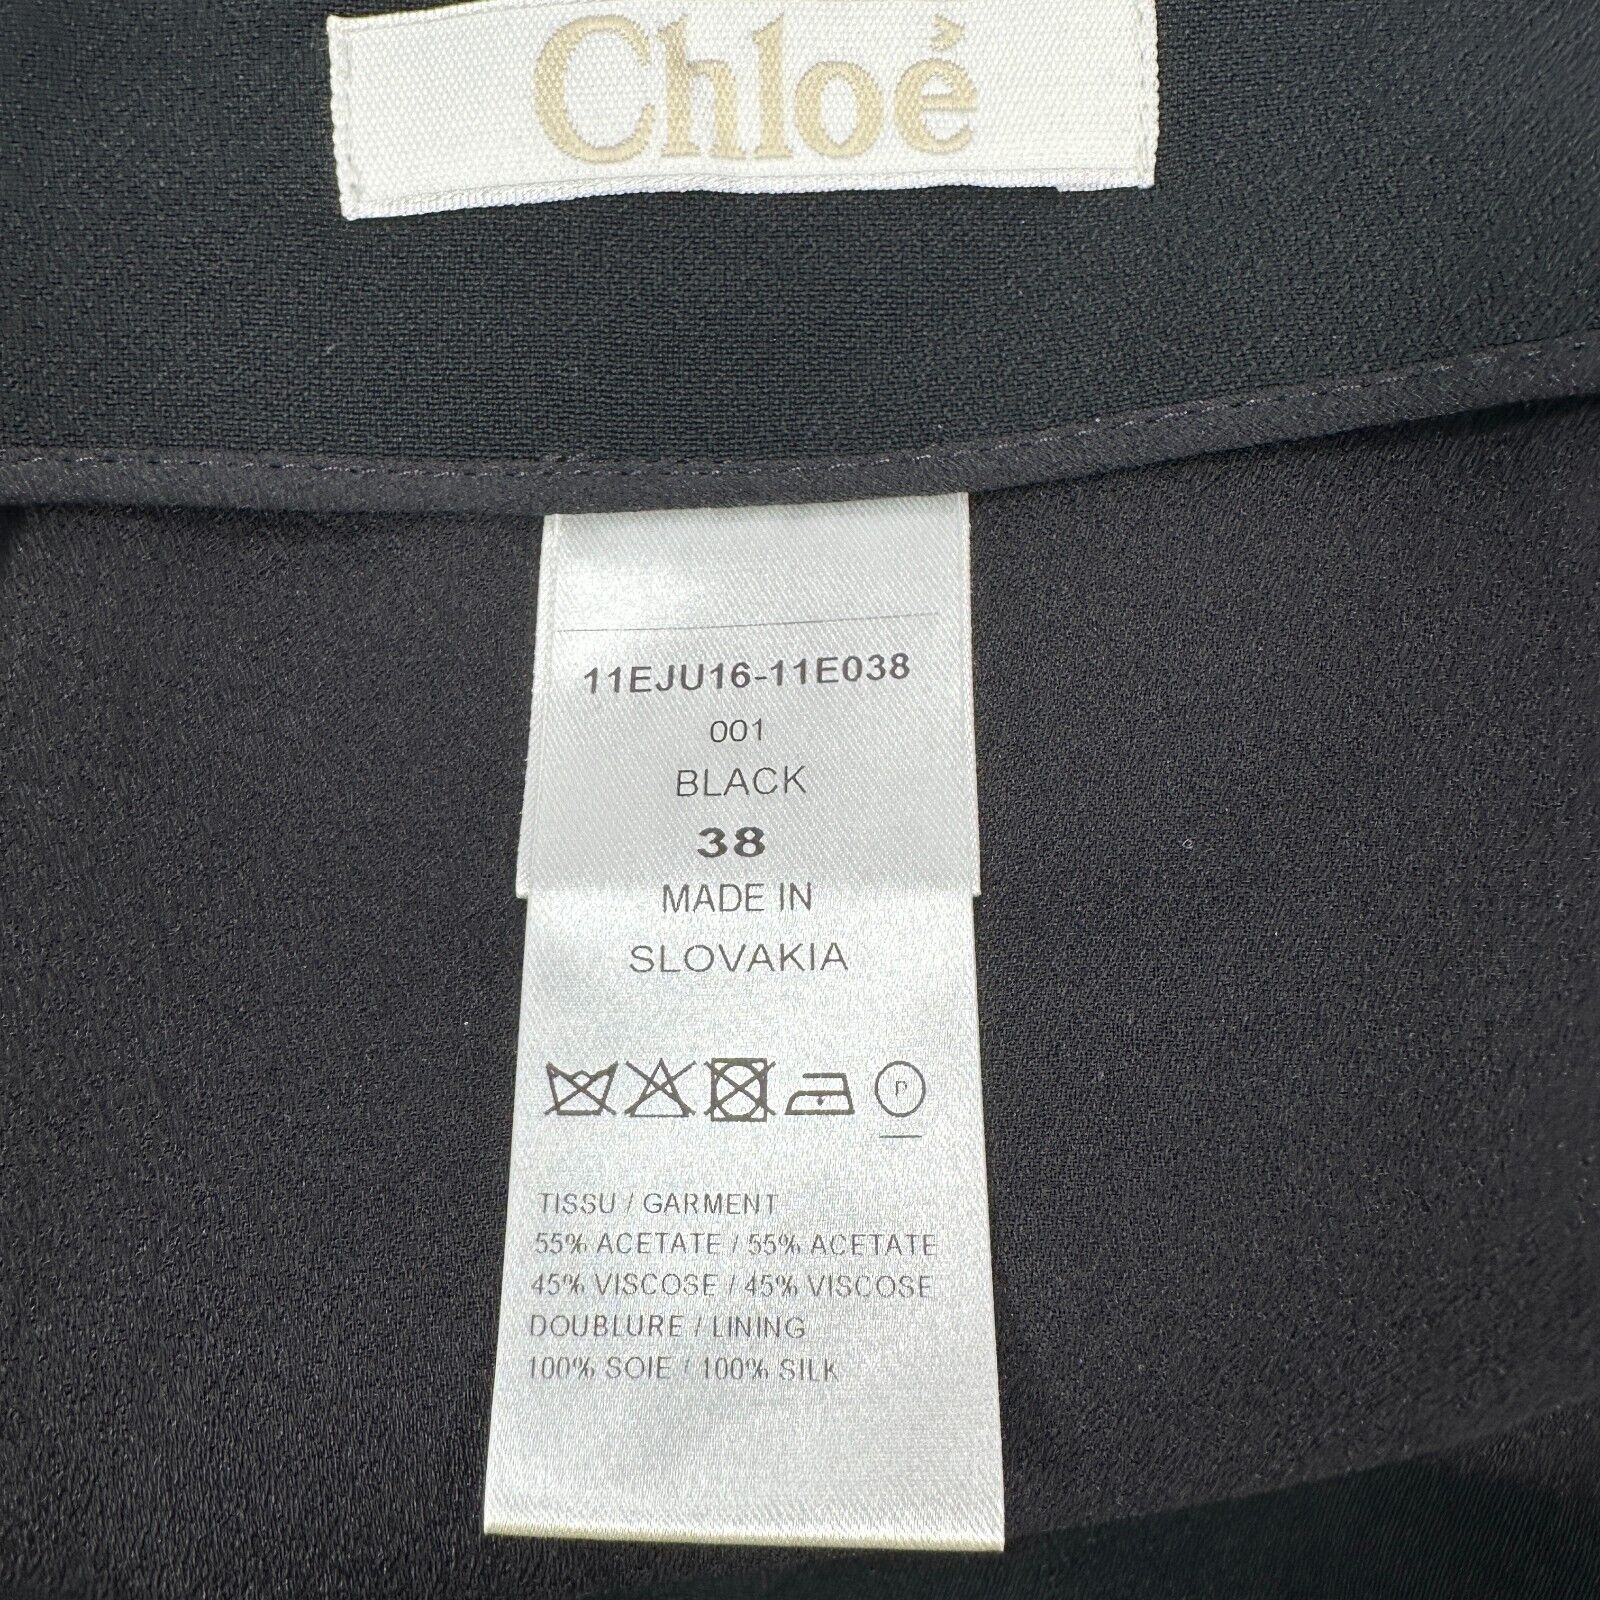 Chloé
11EJU16-11E038
001
BLACK
38
MADE IN
SLOVAKIA
P
TISSU / GARMENT
55% ACETATE / 55% ACETATE
45% VISCOSE / 45% VISCOSE
DOUBLURE / LINING
100% SOIE / 100% SILK